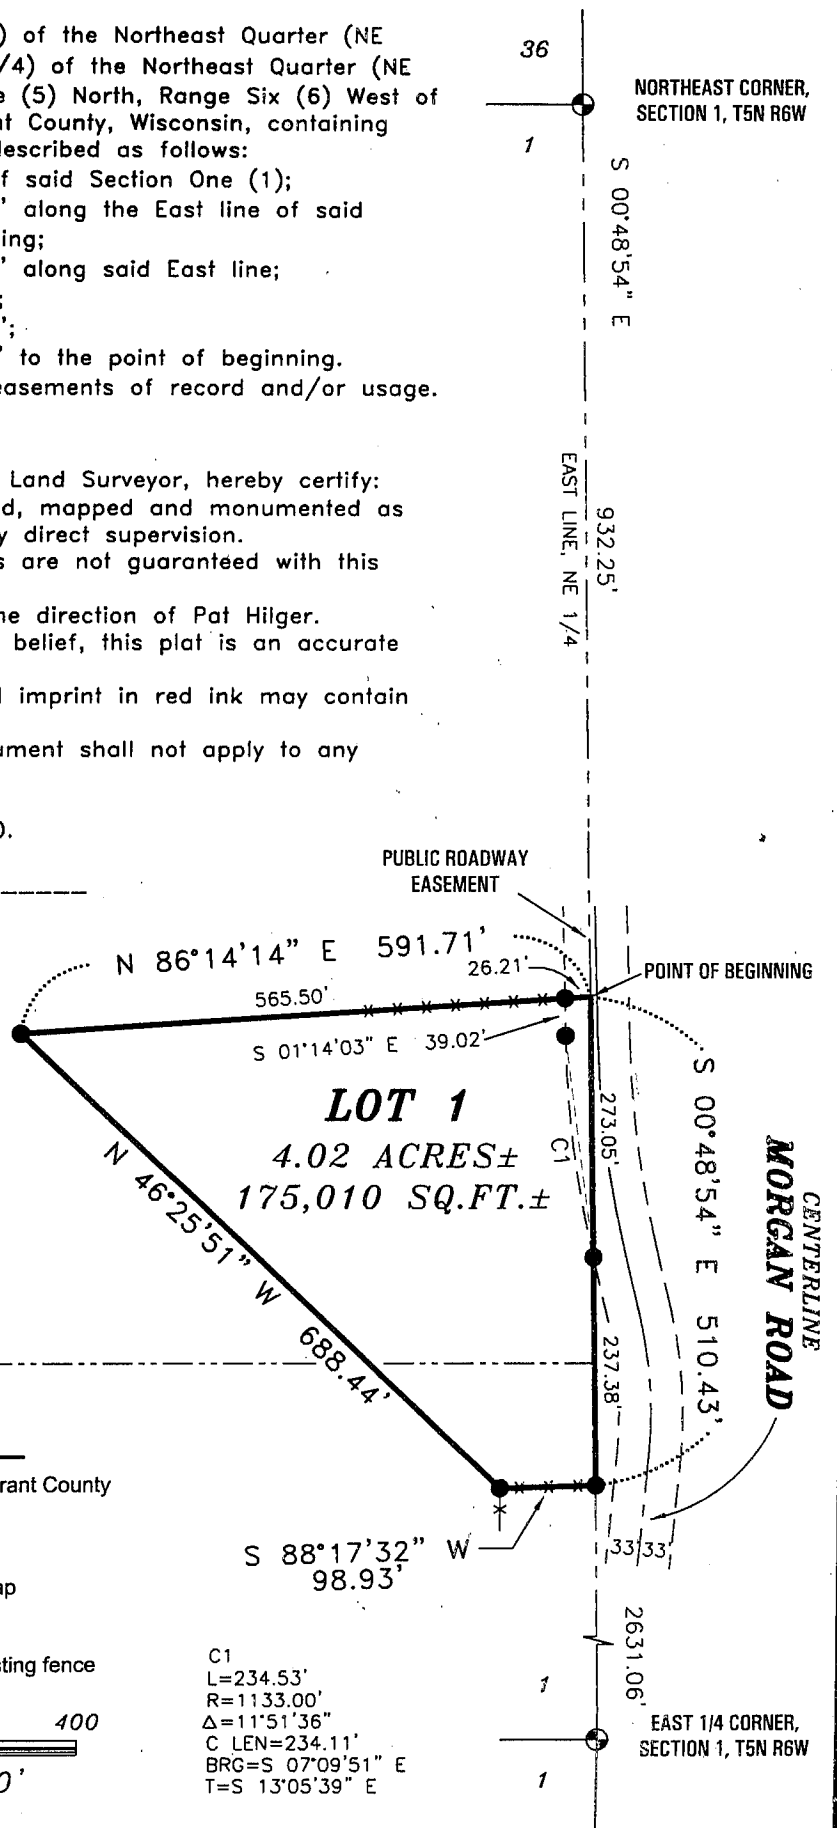 ) of the Northeast Quarter (NE
/4) of the Northeast Quarter (NE
e (5) North, Range Six (6) West of
nt County, Wisconsin, containing
described as follows:
f said Section One (1);
' along the East line of said
ing;
' along said East line;
;
';
' to the point of beginning.
easements of record and/or usage.
Land Surveyor, hereby certify:
d, mapped and monumented as
y direct supervision.
s are not guaranteed with this
he direction of Pat Hilger.
belief, this plat is an accurate
l imprint in red ink may contain
ument shall not apply to any
).
36
1
NORTHEAST CORNER,
SECTION 1, T5N R6W
S 00°48'54" E
EAST LINE, NE 1/4
932.25'
PUBLIC ROADWAY
EASEMENT
N 86°14'14" E 591.71'
26.21'
POINT OF BEGINNING
565.50'
S 01°14'03" E 39.02'
LOT 1
4.02 ACRES±
175,010 SQ.FT.±
C1
273.05'
S 00°48'54" E 510.43'
CENTERLINE
MORGAN ROAD
N 46°25'51" W 688.44'
237.38'
rant County
S 88°17'32" W
98.93'
33'
33'
ap
2631.06'
sting fence
400
0'
C1
L=234.53'
R=1133.00'
Δ=11°51'36"
C LEN=234.11'
BRG=S 07°09'51" E
T=S 13°05'39" E
1
EAST 1/4 CORNER,
SECTION 1, T5N R6W
1